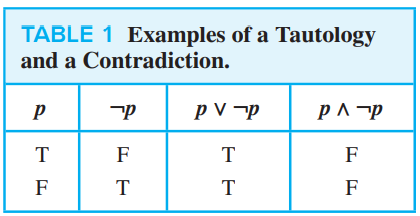 TABLE 1 Examples of a Tautology
and a Contradiction.
p ¬p p ∨ ¬p p ∧ ¬p
T F T F
F T T F